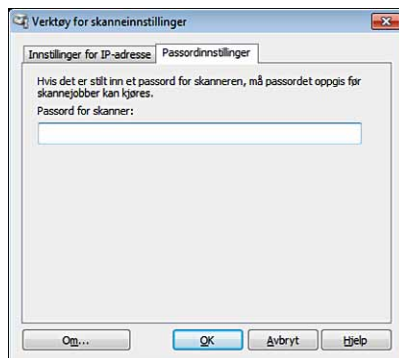 Verktøy for skanneinnstillinger
Innstillinger for IP-adresse Passordinnstillinger
Hvis det er stilt inn et passord for skanneren, må passordet oppgis før
skannejobber kan kjøres.
Passord for skanner:
Om... OK Avbryt Hjelp